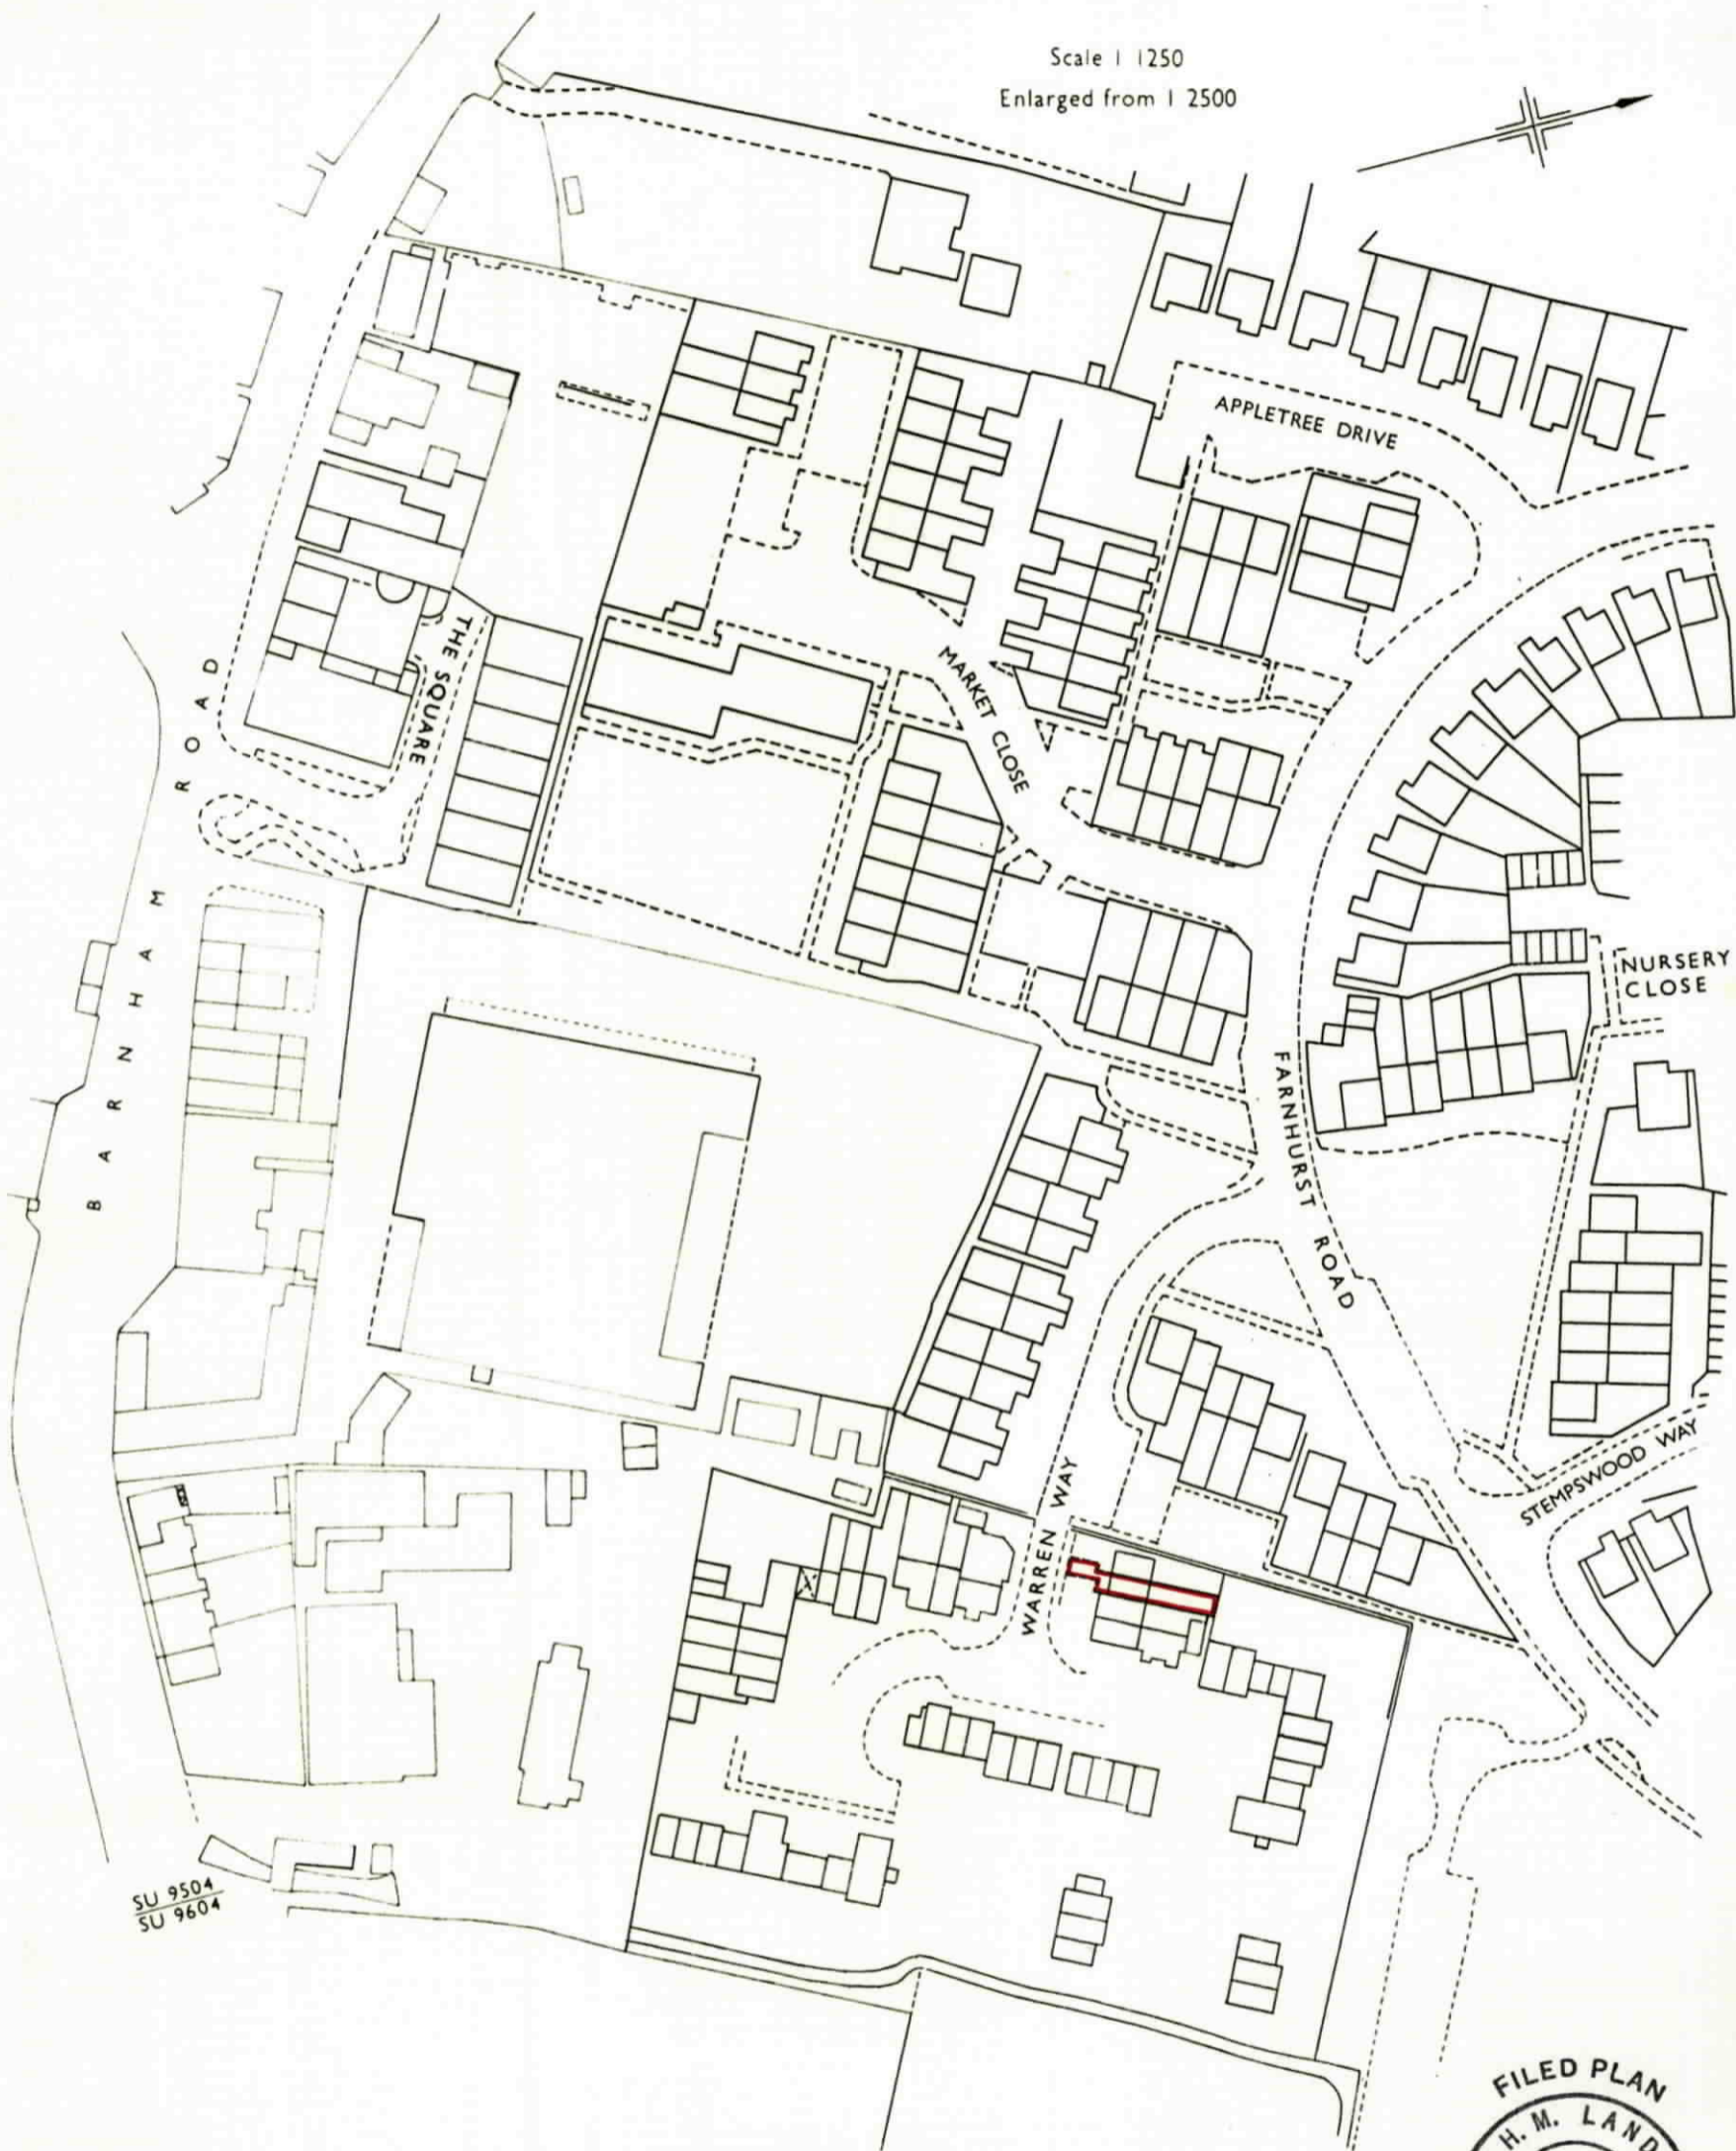 Scale 1 1250
Enlarged from 1 2500
APPLETREE DRIVE
THE SQUARE
MARKET CLOSE
BARNHAM ROAD
NURSERY
CLOSE
FARNHURST ROAD
STEMPSWOOD WAY
WARREN WAY
SU 9504
SU 9604
FILED PLAN
H. M. LAND